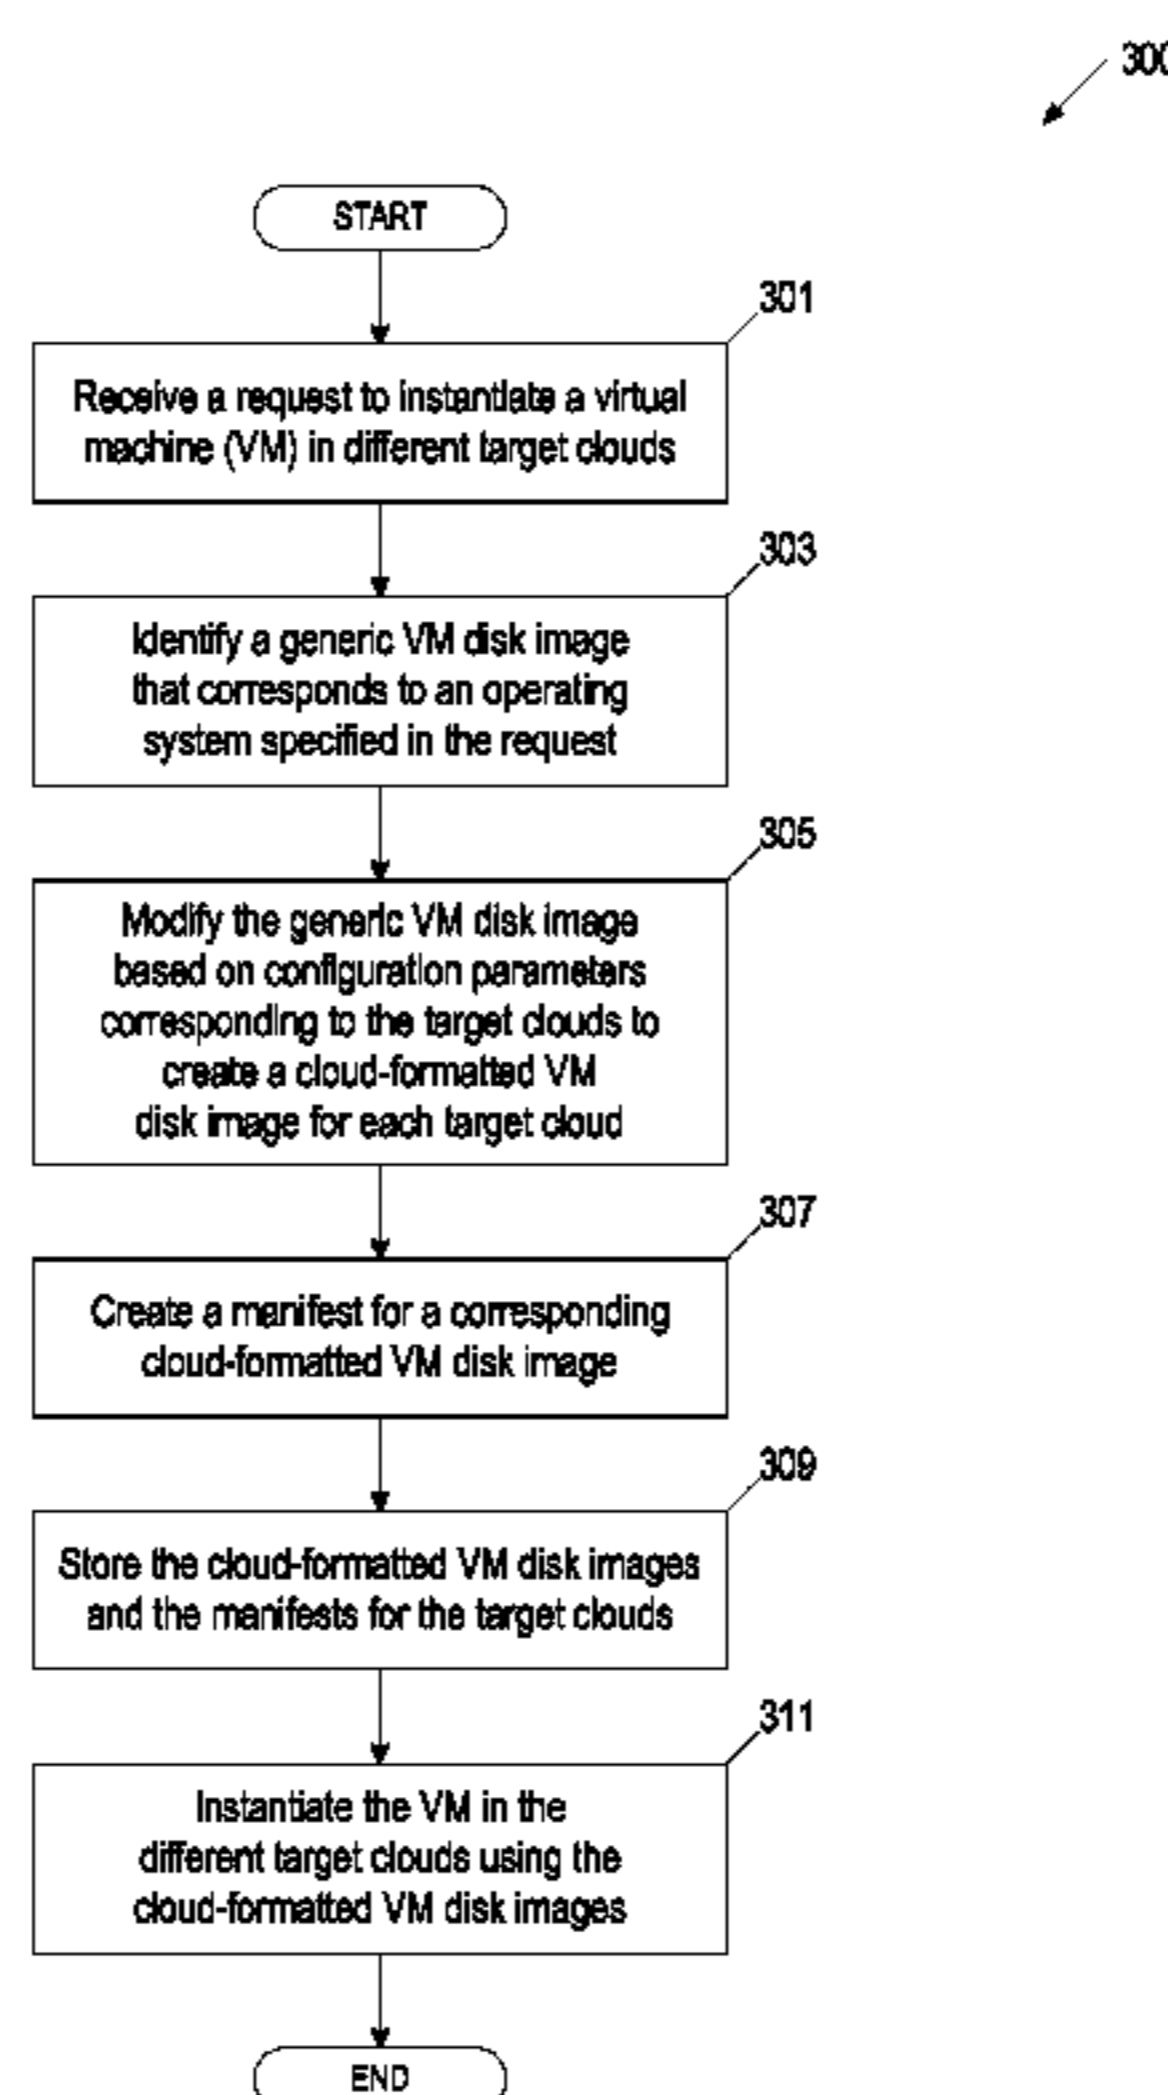 300
START
301
Receive a request to instantiate a virtual
machine (VM) in different target clouds
303
Identify a generic VM disk image
that corresponds to an operating
system specified in the request
305
Modify the generic VM disk image
based on configuration parameters
corresponding to the target clouds to
create a cloud-formatted VM
disk image for each target cloud
307
Create a manifest for a corresponding
cloud-formatted VM disk image
309
Store the cloud-formatted VM disk images
and the manifests for the target clouds
311
Instantiate the VM in the
different target clouds using the
cloud-formatted VM disk images
END